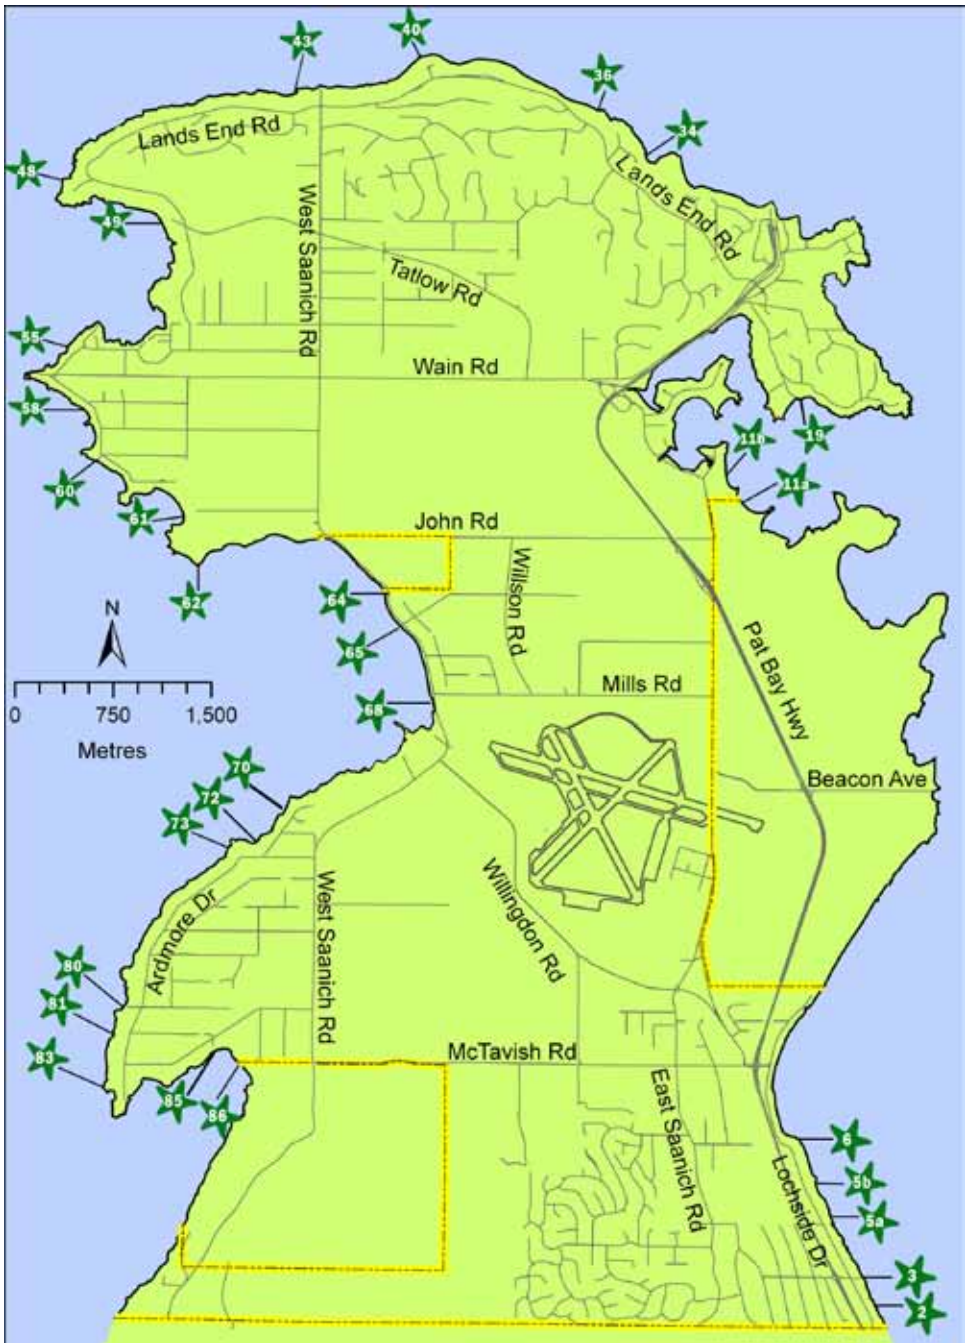 40
43
36
34
Lands End Rd
48
Lands End Rd
49
West Saanich Rd
Tatlow Rd
55
Wain Rd
58
19
11b
11a
60
61
John Rd
62
64
Willson Rd
N
65
Pat Bay Hwy
Mills Rd
68
0 750 1,500
Metres
70
Beacon Ave
72
73
Ardmore Dr
West Saanich Rd
Willingdon Rd
80
81
83
McTavish Rd
85
86
East Saanich Rd
6
5b
5a
Lochside Dr
3
2